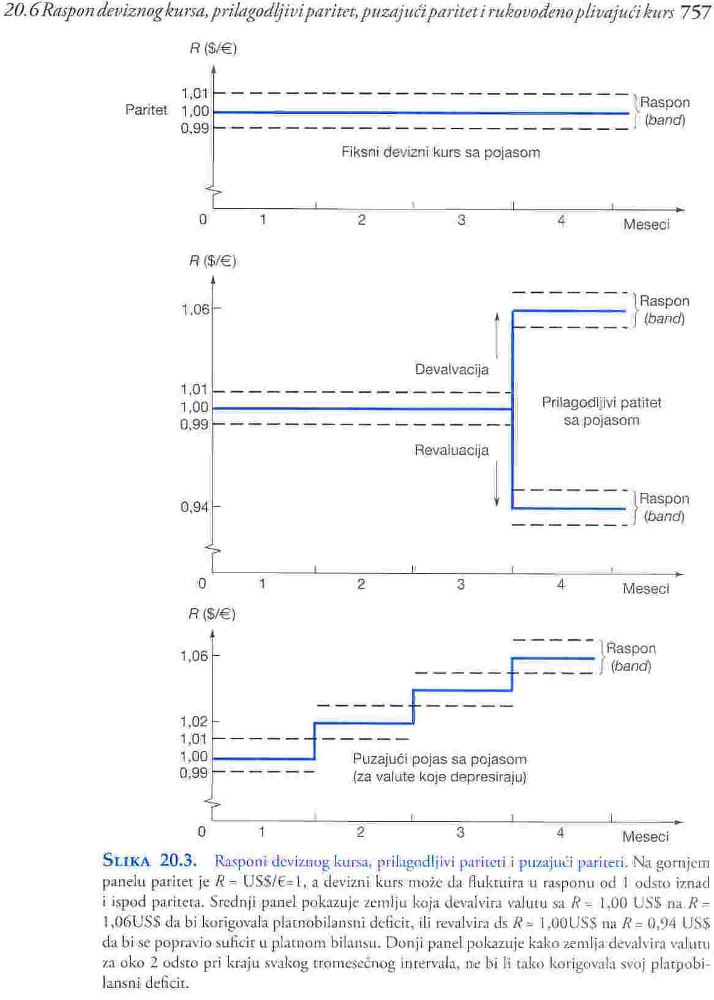 20.6 Raspon deviznog kursa, prilagodljivi paritet, puzajući paritet i rukovođeno plivajući kurs 757
R ($/€)
1,01
Paritet 1,00
0,99
Raspon
(band)
Fiksni devizni kurs sa pojasom
0 1 2 3 4 Meseci
R ($/€)
1,06
Raspon
(band)
Devalvacija
1,01
1,00
0,99
Prilagodljivi patitet
sa pojasom
Revaluacija
0,94
Raspon
(band)
0 1 2 3 4 Meseci
R ($/€)
1,06
Raspon
(band)
1,02
1,01
1,00
0,99
Puzajući pojas sa pojasom
(za valute koje depresiraju)
0 1 2 3 4 Meseci
SLIKA 20.3. Rasponi deviznog kursa, prilagodljivi pariteti i puzajući pariteti. Na gornjem
panelu paritet je R = US$/€=1, a devizni kurs može da fluktuira u rasponu od 1 odsto iznad
i ispod pariteta. Srednji panel pokazuje zemlju koja devalvira valutu sa R = 1,00 US$ na R =
1,06US$ da bi korigovala platnobilansni deficit, ili revalvira ds R = 1,00US$ na R = 0,94 US$
da bi se popravio suficit u platnom bilansu. Donji panel pokazuje kako zemlja devalvira valutu
za oko 2 odsto pri kraju svakog tromesečnog intervala, ne bi li tako korigovala svoj platnobi-
lansni deficit.